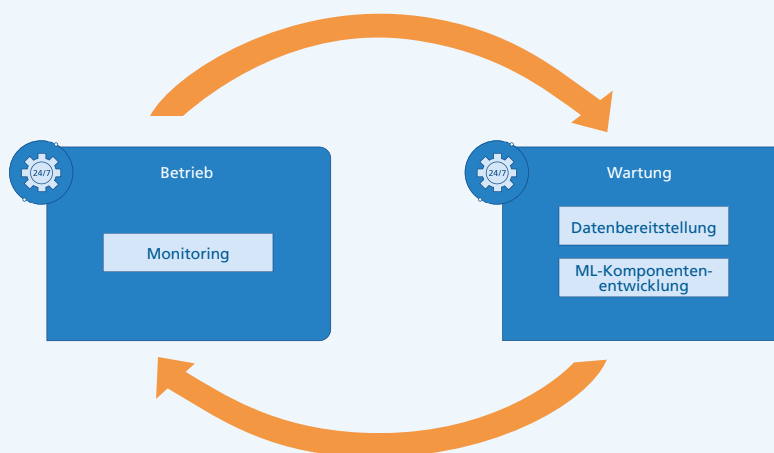 24/7
Betrieb
Monitoring
24/7
Wartung
Datenbereitstellung
ML-Komponenten-
entwicklung